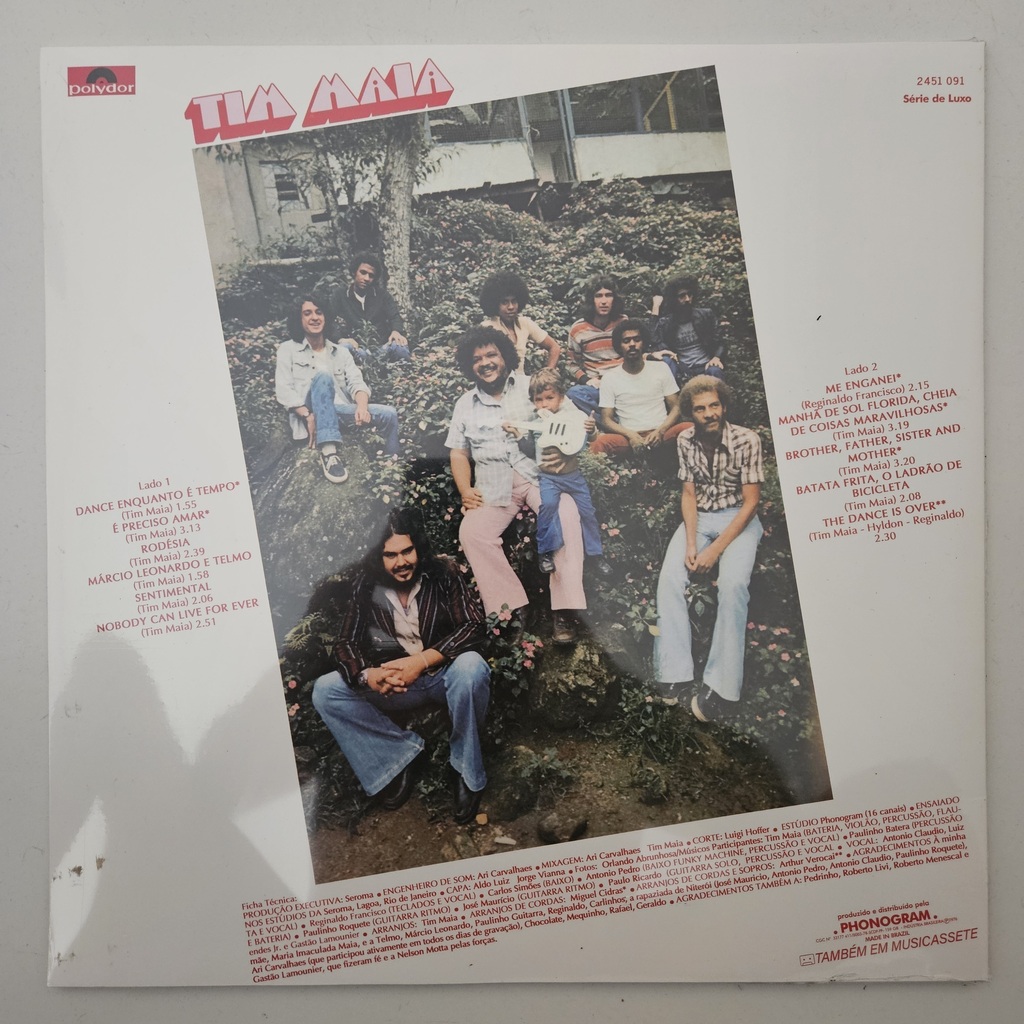 polydor
TIM MAIA
2451 091
Série de Luxo
Lado 1
DANCE ENQUANTO É TEMPO*
(Tim Maia) 1.55
É PRECISO AMAR*
(Tim Maia) 3.13
RODÉSIA
(Tim Maia) 2.39
MÁRCIO LEONARDO E TELMO
(Tim Maia) 1.58
SENTIMENTAL
(Tim Maia) 2.06
NOBODY CAN LIVE FOR EVER
(Tim Maia) 2.51
Lado 2
ME ENGANEI*
(Reginaldo Francisco) 2.15
MANHÃ DE SOL FLORIDA, CHEIA
DE COISAS MARAVILHOSAS*
(Tim Maia) 3.19
BROTHER, FATHER, SISTER AND
MOTHER*
(Tim Maia) 3.20
BATATA FRITA, O LADRÃO DE
BICICLETA
(Tim Maia) 2.08
THE DANCE IS OVER**
(Tim Maia - Hyldon - Reginaldo)
2.30
Ficha Técnica:
PRODUÇÃO EXECUTIVA: Seroma • ENGENHEIRO DE SOM: Ari Carvalhaes • MIXAGEM: Ari Carvalhaes Tim Maia • CORTE: Luigi Hoffer • ESTÚDIO Phonogram (16 canais) • ENSAIADO
NOS ESTÚDIOS DA Seroma, Lagoa, Rio de Janeiro • CAPA: Aldo Luiz Jorge Vianna • Fotos: Orlando Abrunhosa/Músicos Participantes: Tim Maia (BATERIA, VIOLÃO, PERCUSSÃO, FLAU-
TA E VOCAL) • Reginaldo Francisco (TECLADOS E VOCAL) • Carlos Simões (BAIXO) • Antonio Pedro (BAIXO FUNKY MACHINE, PERCUSSÃO E VOCAL) • Paulinho Batera (PERCUSSÃO
E BATERIA) • Paulinho Roquete (GUITARRA RITMO) • José Maurício (GUITARRA RITMO) • Paulo Ricardo (GUITARRA SOLO, PERCUSSÃO E VOCAL • VOCAL: Antonio Claudio, Luiz
endes Jr. e Gastão Lamounier • ARRANJOS: Tim Maia • ARRANJOS DE CORDAS: Miguel Cidras* • ARRANJOS DE CORDAS E SOPROS: Arthur Verocai** • AGRADECIMENTOS À minha
mãe, Maria Imaculada Maia, e a Telmo, Márcio Leonardo, Paulinho Guitarra, Reginaldo, Carlinhos, a rapaziada de Niterói (José Mauricio, Antonio Pedro, Antonio Claudio, Paulinho Roquete),
Ari Carvalhaes (que participou ativamente em todos os dias de gravação), Chocolate, Mequinho, Rafael, Geraldo • AGRADECIMENTOS TAMBÉM A: Pedrinho, Roberto Livi, Roberto Menescal e
Gastão Lamounier, que fizeram fé e a Nelson Motta pelas forças.
produzido e distribuido pela
PHONOGRAM.
MADE IN BRAZIL
TAMBÉM EM MUSICASSETE